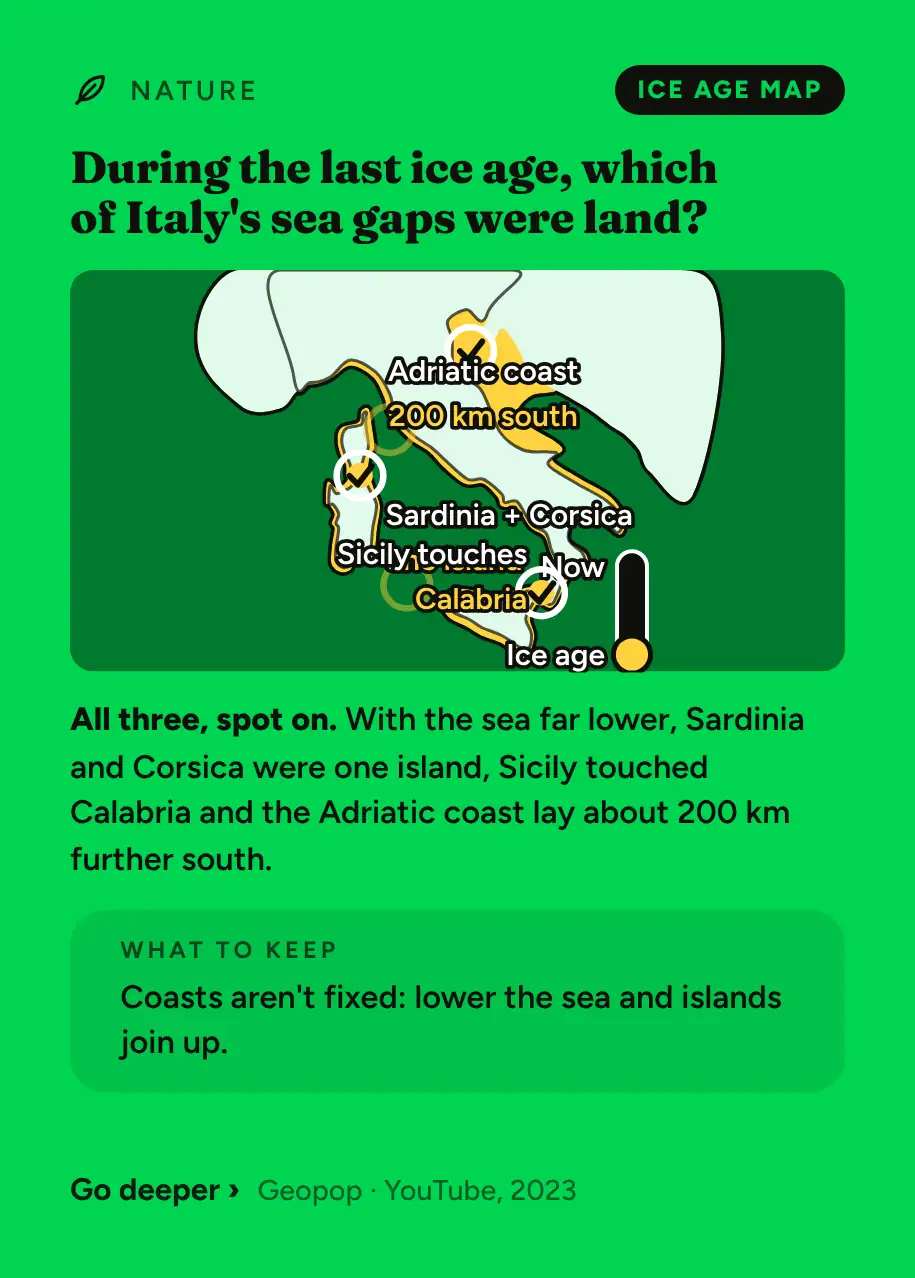 NATURE
ICE AGE MAP
During the last ice age, which
of Italy's sea gaps were land?
Adriatic coast
200 km south
Sardinia + Corsica
Sicily touches
Calabria
Now
Ice age
All three, spot on. With the sea far lower, Sardinia
and Corsica were one island, Sicily touched
Calabria and the Adriatic coast lay about 200 km
further south.
WHAT TO KEEP
Coasts aren't fixed: lower the sea and islands
join up.
Go deeper › Geopop · YouTube, 2023